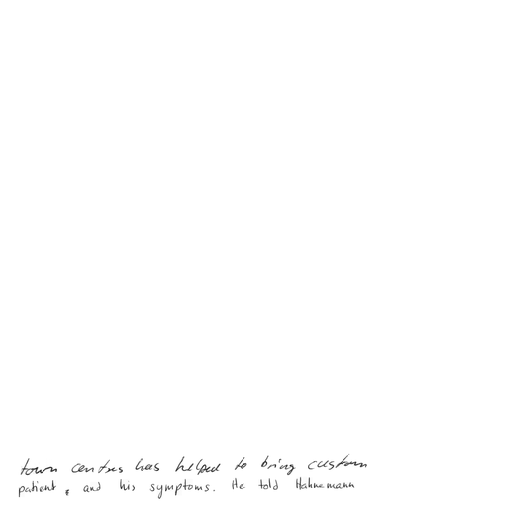 town centres has helped to bring custom
patient, and his symptoms. He told Hahnemann